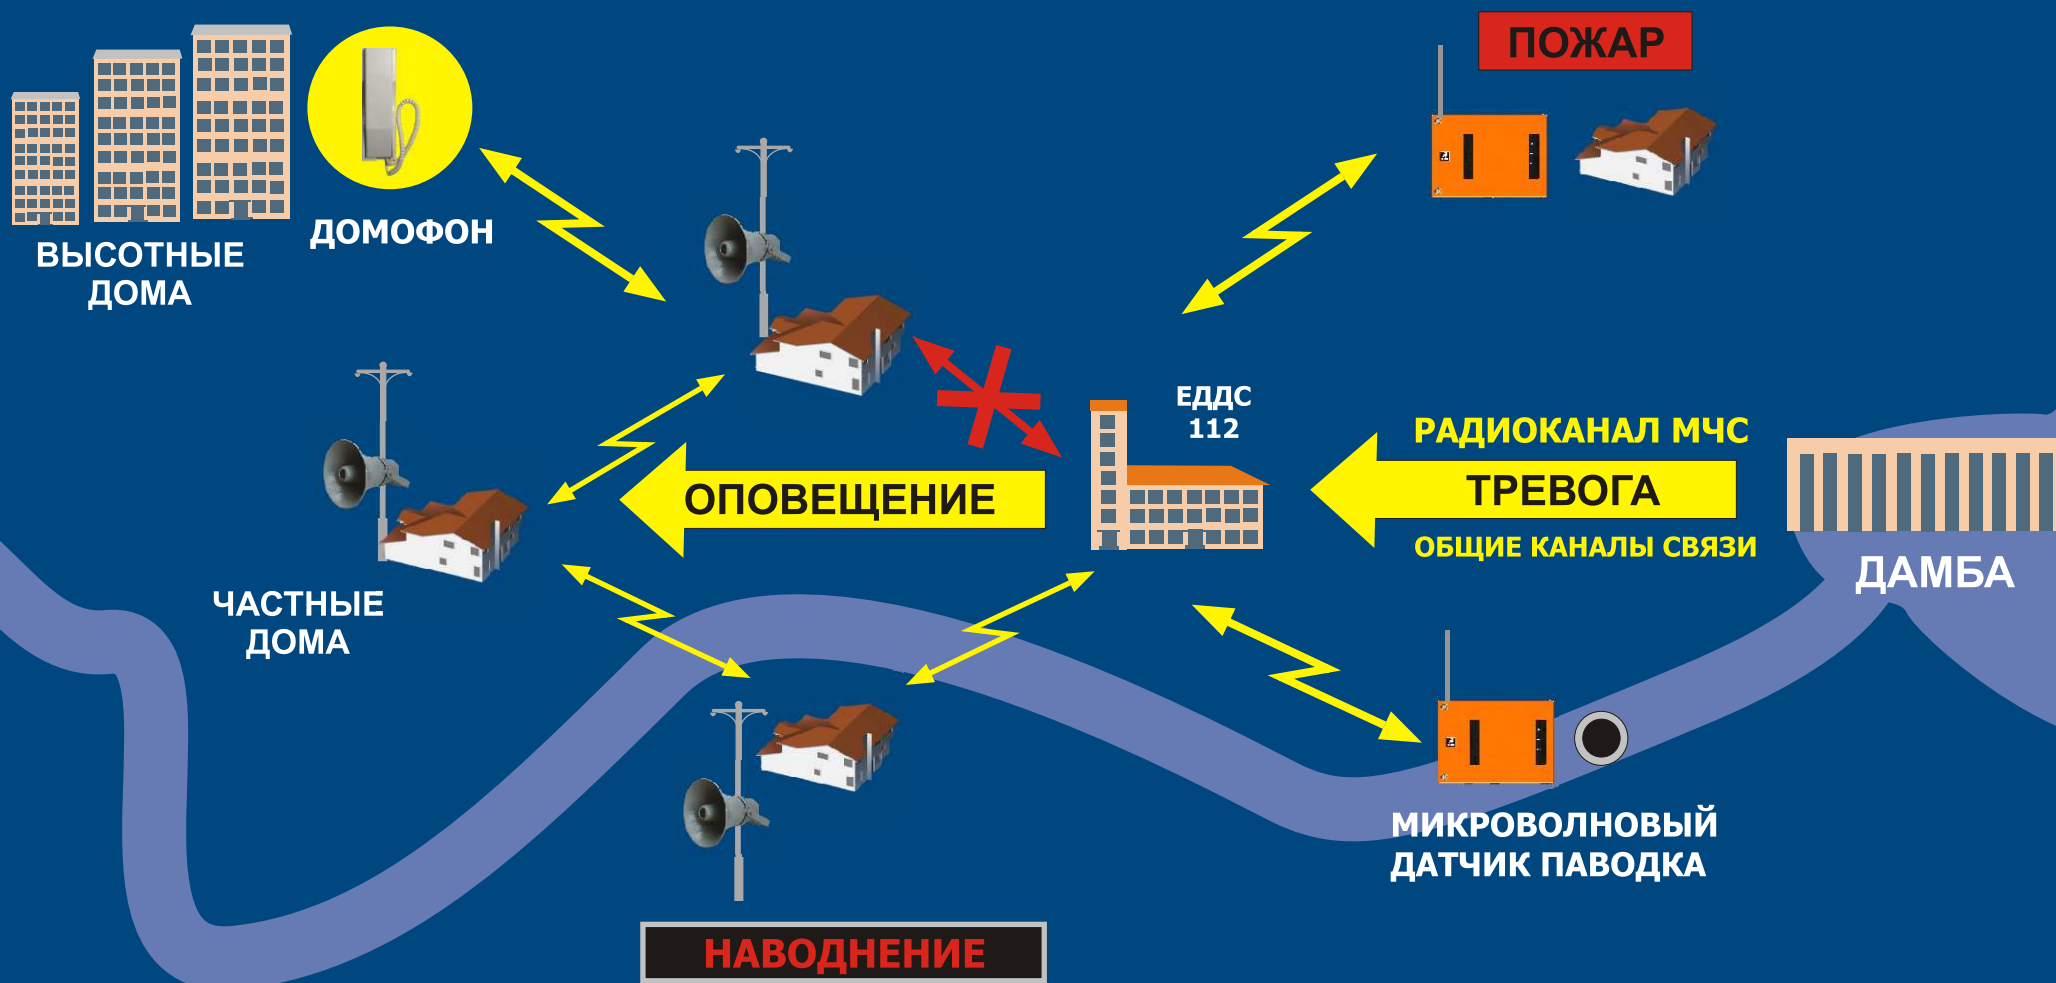 ПОЖАР
ДОМОФОН
ВЫСОТНЫЕ
ДОМА
ЕДДС
112
РАДИОКАНАЛ МЧС
ТРЕВОГА
ОБЩИЕ КАНАЛЫ СВЯЗИ
ОПОВЕЩЕНИЕ
ДАМБА
ЧАСТНЫЕ
ДОМА
МИКРОВОЛНОВЫЙ
ДАТЧИК ПАВОДКА
НАВОДНЕНИЕ